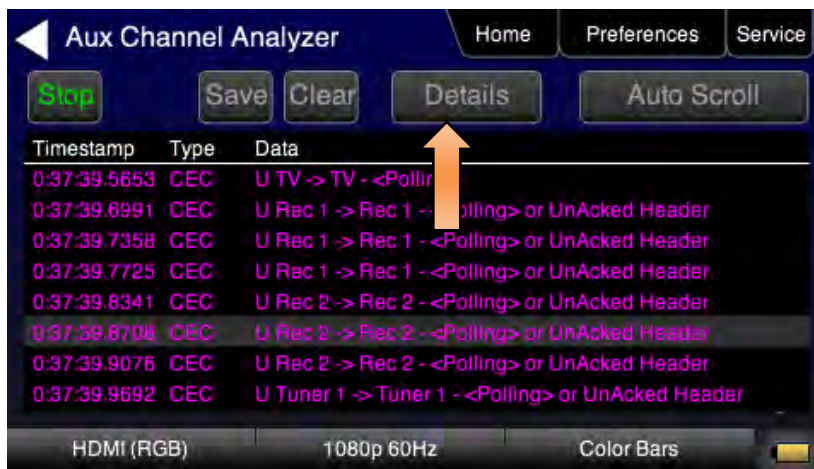 Aux Channel Analyzer Home Preferences Service
Stop Save Clear Details Auto Scroll
Timestamp Type Data
0:37:39.5653 CEC U TV -> TV - <Pollin
0:37:39.6991 CEC U Rec 1 -> Rec 1 - olling> or UnAcked Header
0:37:39.7358 CEC U Rec 1 -> Rec 1 - <Polling> or UnAcked Header
0:37:39.7725 CEC U Rec 1 -> Rec 1 - <Polling> or UnAcked Header
0:37:39.8341 CEC U Rec 2 -> Rec 2 - <Polling> or UnAcked Header
0:37:39.8708 CEC U Rec 2 -> Rec 2 - <Polling> or UnAcked Header
0:37:39.9076 CEC U Rec 2 -> Rec 2 - <Polling> or UnAcked Header
0:37:39.9692 CEC U Tuner 1 -> Tuner 1 - <Polling> or UnAcked Header
HDMI (RGB) 1080p 60Hz Color Bars